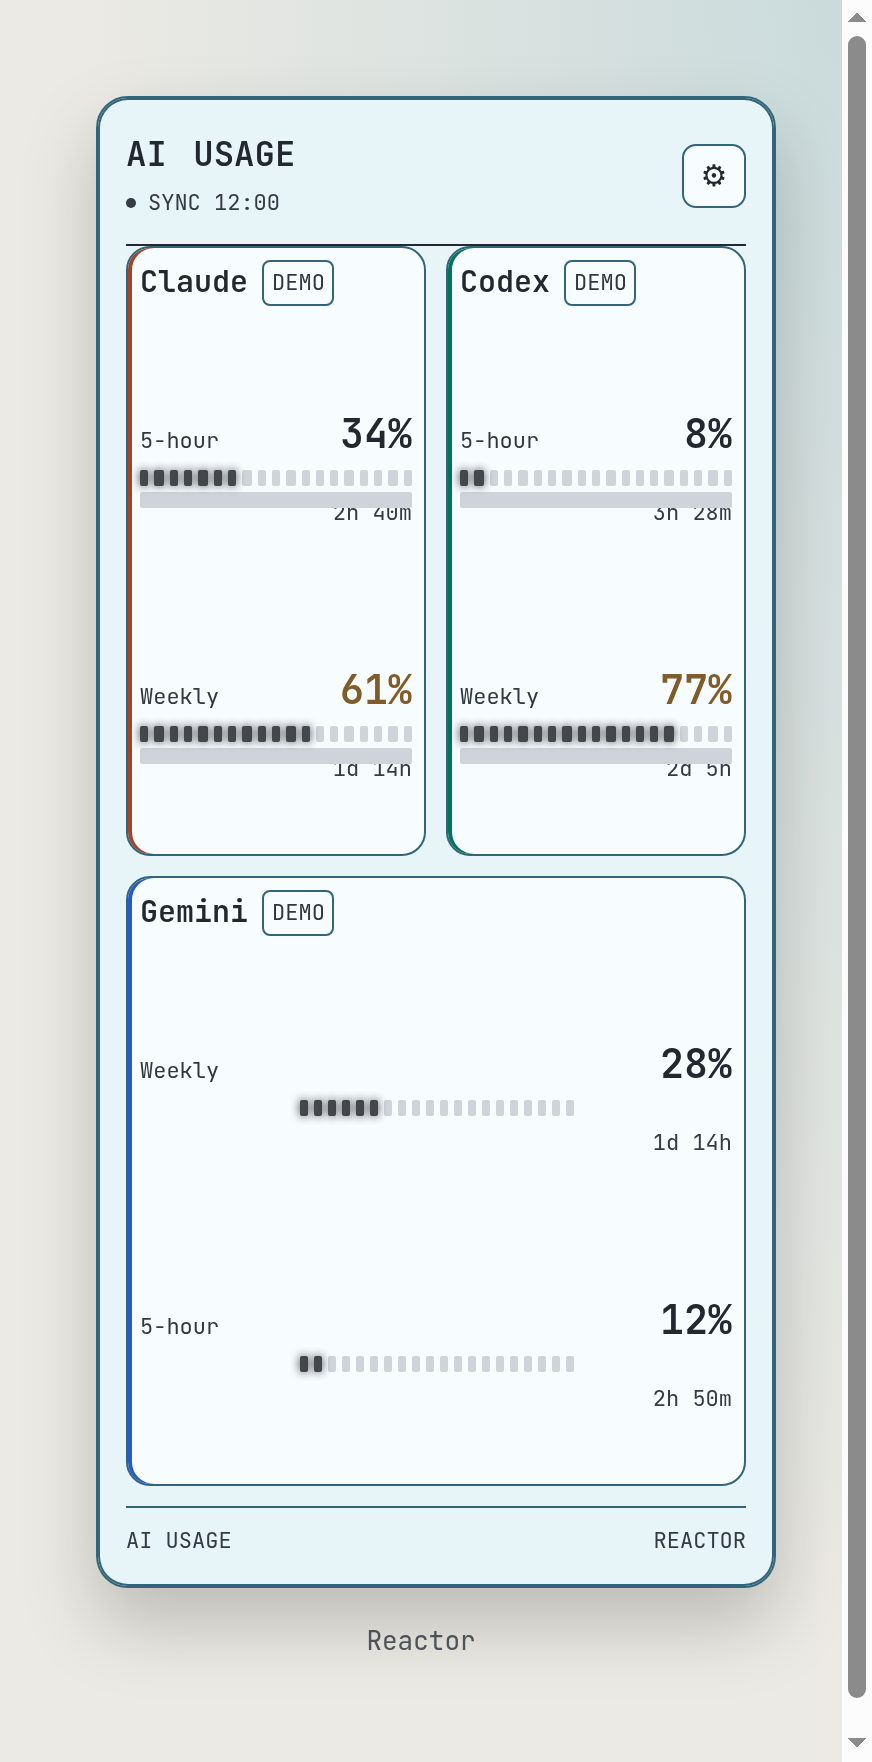 AI USAGE
SYNC 12:00
Claude DEMO
5-hour 34%
2h 40m
Weekly 61%
1d 14h
Codex DEMO
5-hour 8%
3h 28m
Weekly 77%
2d 5h
Gemini DEMO
Weekly 28%
1d 14h
5-hour 12%
2h 50m
AI USAGE REACTOR
Reactor